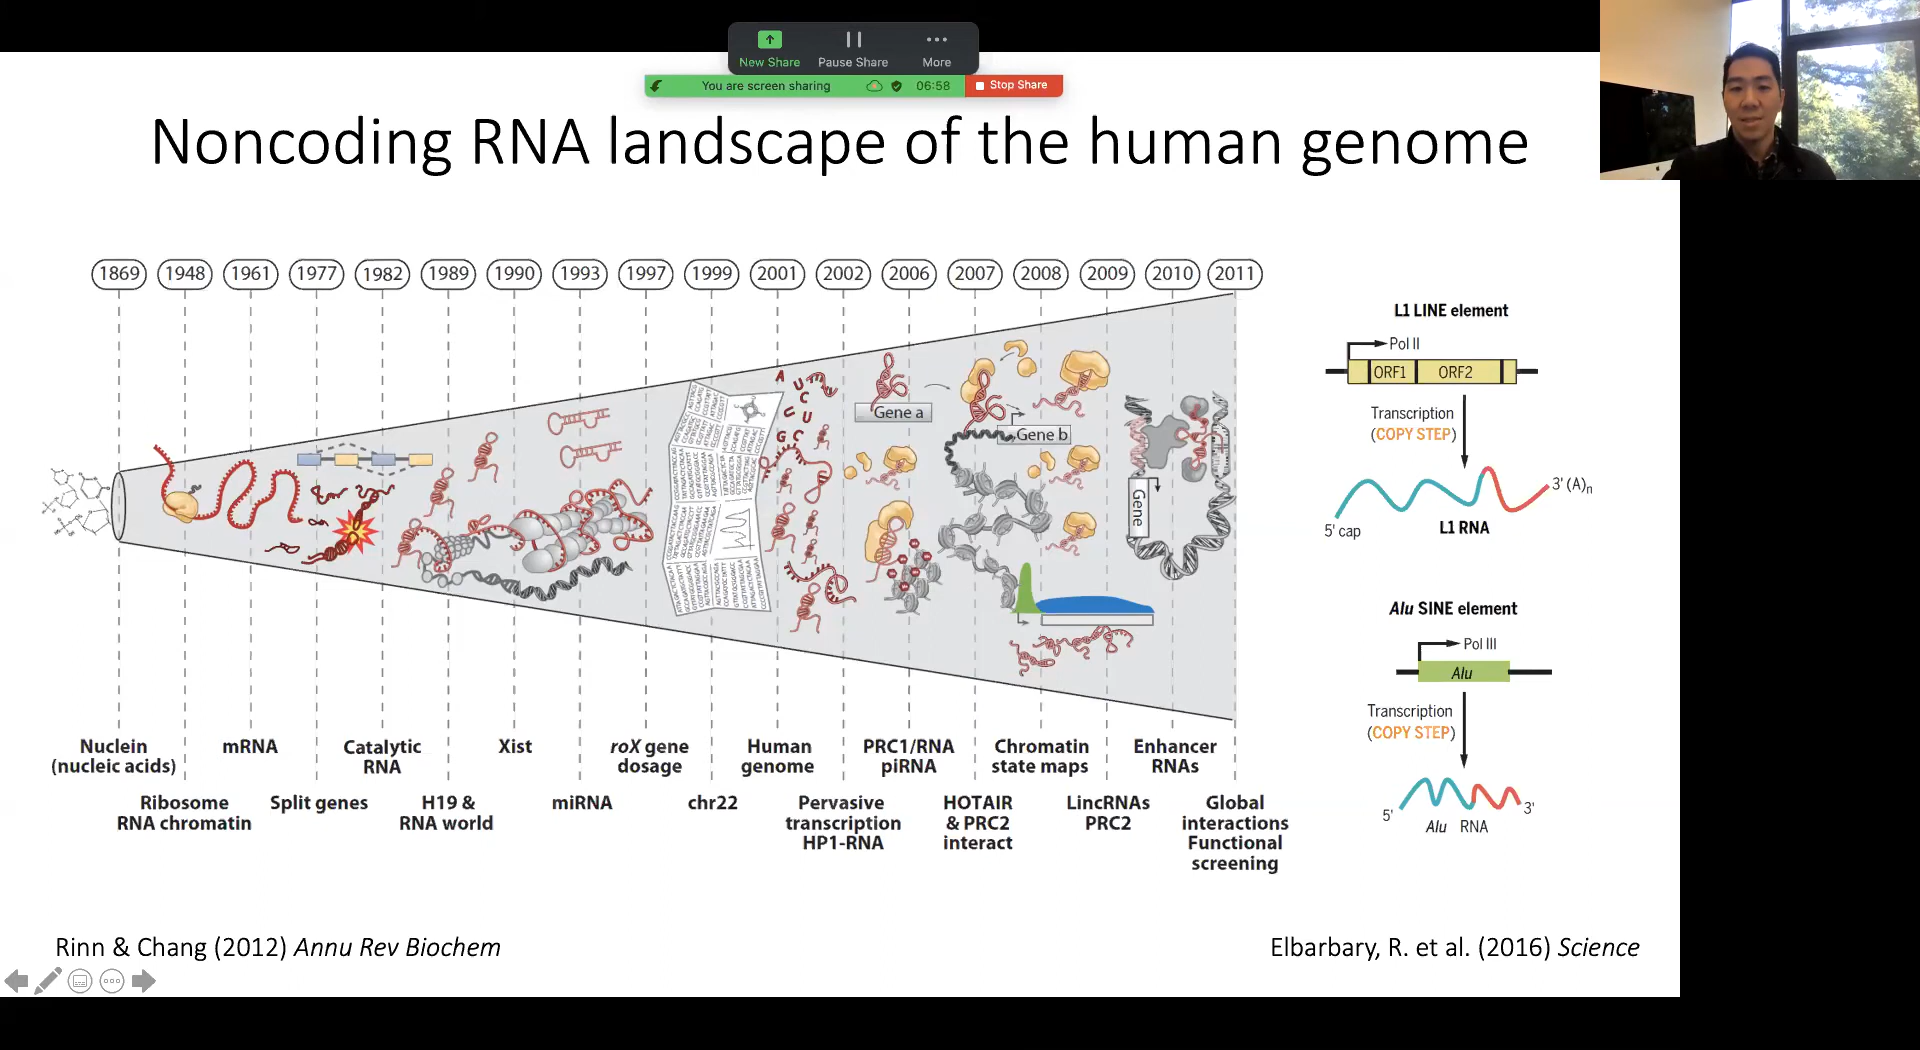 New Share
Pause Share
More
You are screen sharing
06:58
Stop Share
Noncoding RNA landscape of the human genome
1869 1948 1961 1977 1982 1989 1990 1993 1997 1999 2001 2002 2006 2007 2008 2009 2010 2011
A
U
C
U
U
G
C
Gene a
Gene b
Gene
Nuclein
(nucleic acids)
Ribosome
RNA chromatin
mRNA
Split genes
Catalytic
RNA
H19 &
RNA world
Xist
miRNA
roX gene
dosage
chr22
Human
genome
Pervasive
transcription
HP1-RNA
PRC1/RNA
piRNA
HOTAIR
& PRC2
interact
Chromatin
state maps
LincRNAs
PRC2
Enhancer
RNAs
Global
interactions
Functional
screening
L1 LINE element
Pol II
ORF1 ORF2
Transcription
(COPY STEP)
3' (A)n
5' cap
L1 RNA
Alu SINE element
Pol III
Alu
Transcription
(COPY STEP)
5'
3'
Alu RNA
Rinn & Chang (2012) Annu Rev Biochem
Elbarbary, R. et al. (2016) Science